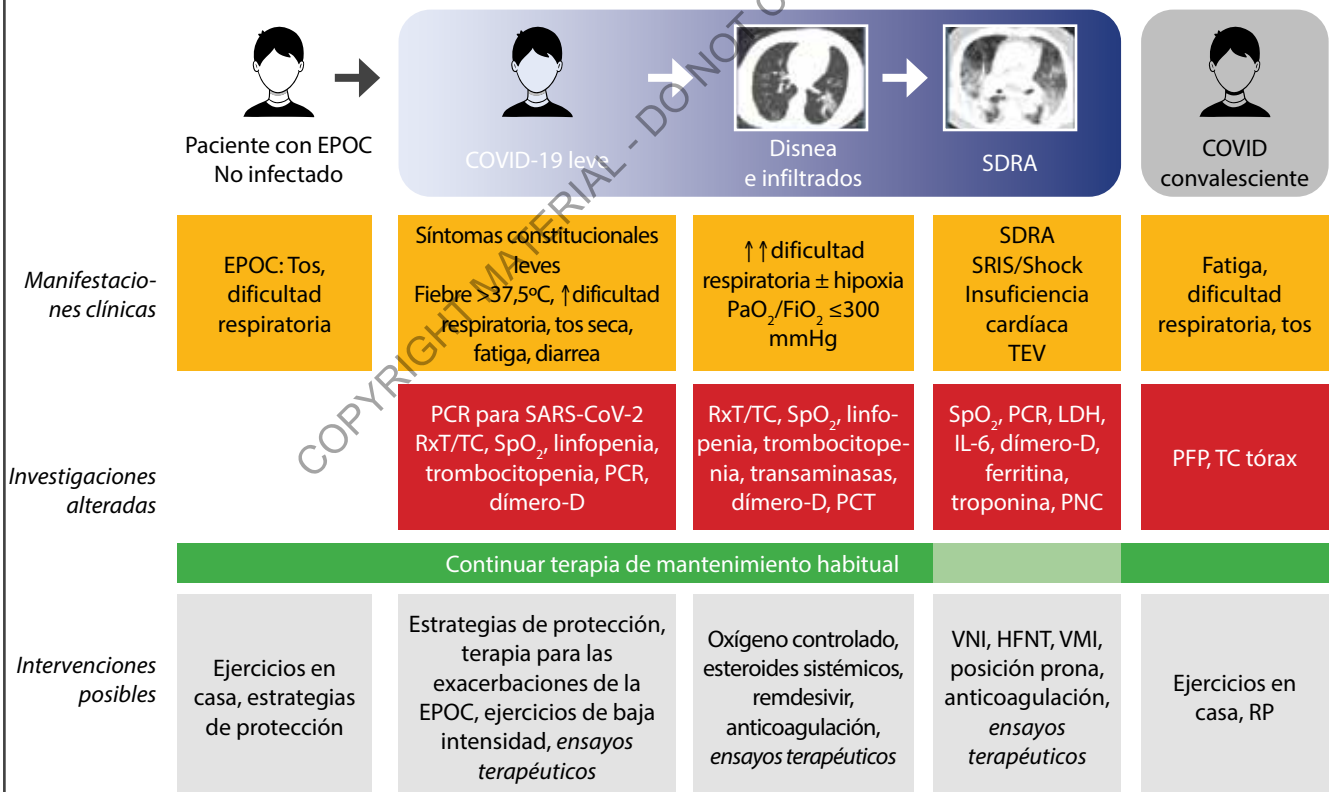 Paciente con EPOC
No infectado
COVID-19 leve
Disnea
e infiltrados
SDRA
COVID
convalesciente
Manifestacio-
nes clínicas
EPOC: Tos,
dificultad
respiratoria
Síntomas constitucionales
leves
Fiebre >37,5ºC, ↑dificultad
respiratoria, tos seca,
fatiga, diarrea
↑↑dificultad
respiratoria ± hipoxia
PaO₂/FiO₂ ≤300
mmHg
SDRA
SRIS/Shock
Insuficiencia
cardíaca
TEV
Fatiga,
dificultad
respiratoria, tos
Investigaciones
alteradas
PCR para SARS-CoV-2
RxT/TC, SpO₂, linfopenia,
trombocitopenia, PCR,
dímero-D
RxT/TC, SpO₂, linfo-
penia, trombocitope-
nia, transaminasas,
dímero-D, PCT
SpO₂, PCR, LDH,
IL-6, dímero-D,
ferritina,
troponina, PNC
PFP, TC tórax
Continuar terapia de mantenimiento habitual
Intervenciones
posibles
Ejercicios en
casa, estrategias
de protección
Estrategias de protección,
terapia para las
exacerbaciones de la
EPOC, ejercicios de baja
intensidad, ensayos
terapéuticos
Oxígeno controlado,
esteroides sistémicos,
remdesivir,
anticoagulación,
ensayos terapéuticos
VNI, HFNT, VMI,
posición prona,
anticoagulación,
ensayos
terapéuticos
Ejercicios en
casa, RP
COPYRIGHT MATERIAL - DO NOT